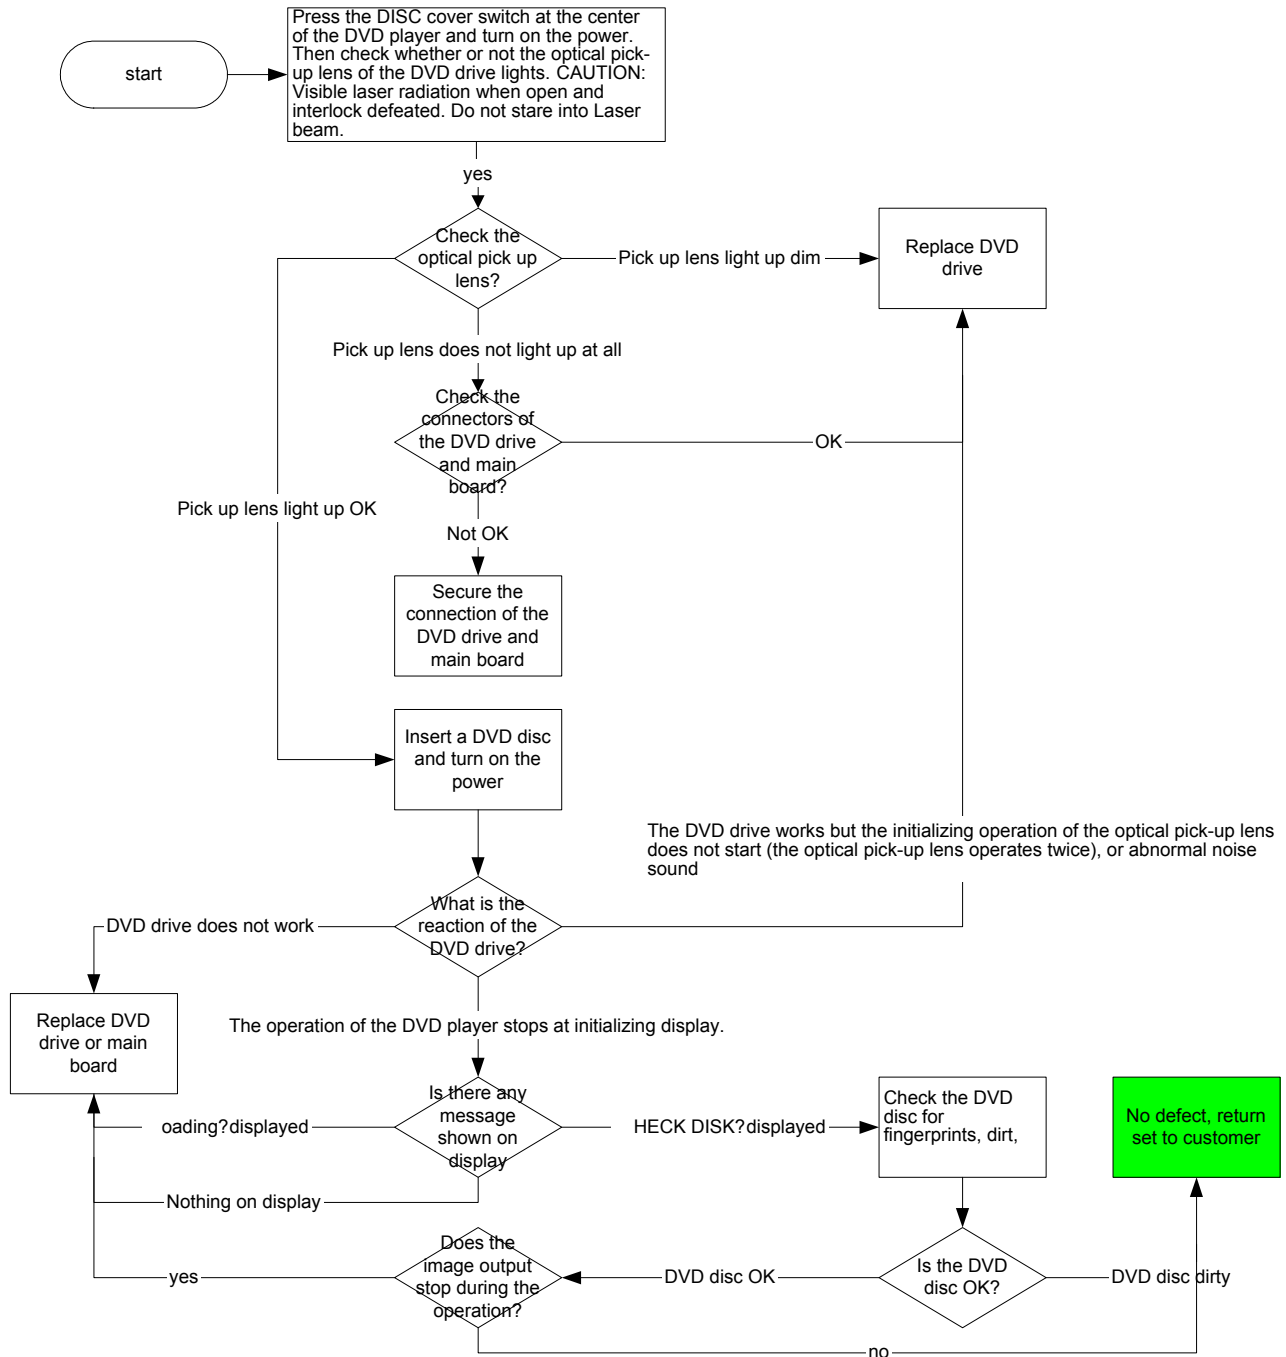 Press the DISC cover switch at the center
of the DVD player and turn on the power.
Then check whether or not the optical pick-
up lens of the DVD drive lights. CAUTION:
Visible laser radiation when open and
interlock defeated. Do not stare into Laser
beam.
start
yes
Check the
optical pick up
lens?
Pick up lens light up dim
Replace DVD
drive
Pick up lens does not light up at all
Check the
connectors of
the DVD drive
and main
board?
OK
Pick up lens light up OK
Not OK
Secure the
connection of the
DVD drive and
main board
Insert a DVD disc
and turn on the
power
The DVD drive works but the initializing operation of the optical pick-up lens
does not start (the optical pick-up lens operates twice), or abnormal noise
sound
What is the
reaction of the
DVD drive?
DVD drive does not work
Replace DVD
drive or main
board
The operation of the DVD player stops at initializing display.
Is there any
message
shown on
display
oading?displayed
HECK DISK?displayed
Check the DVD
disc for
fingerprints, dirt,
No defect, return
set to customer
Nothing on display
Does the
image output
stop during the
operation?
yes
DVD disc OK
Is the DVD
disc OK?
DVD disc dirty
no